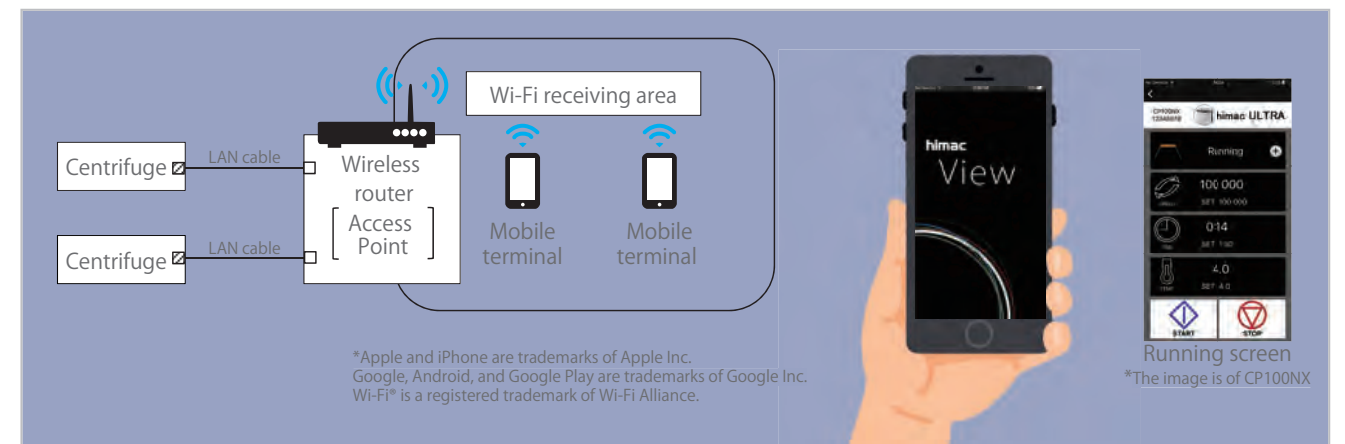 Wi-Fi receiving area
Centrifuge
LAN cable
Wireless
router
Access
Point
Mobile
terminal
Mobile
terminal
Centrifuge
LAN cable
himac
View
CP100NX
himac ULTRA
Running
100 000
SET 100 000
0:14
SET
4.0
SET 4.0
START
STOP
Running screen
*The image is of CP100NX
*Apple and iPhone are trademarks of Apple Inc.
Google, Android, and Google Play are trademarks of Google Inc.
Wi-Fi® is a registered trademark of Wi-Fi Alliance.